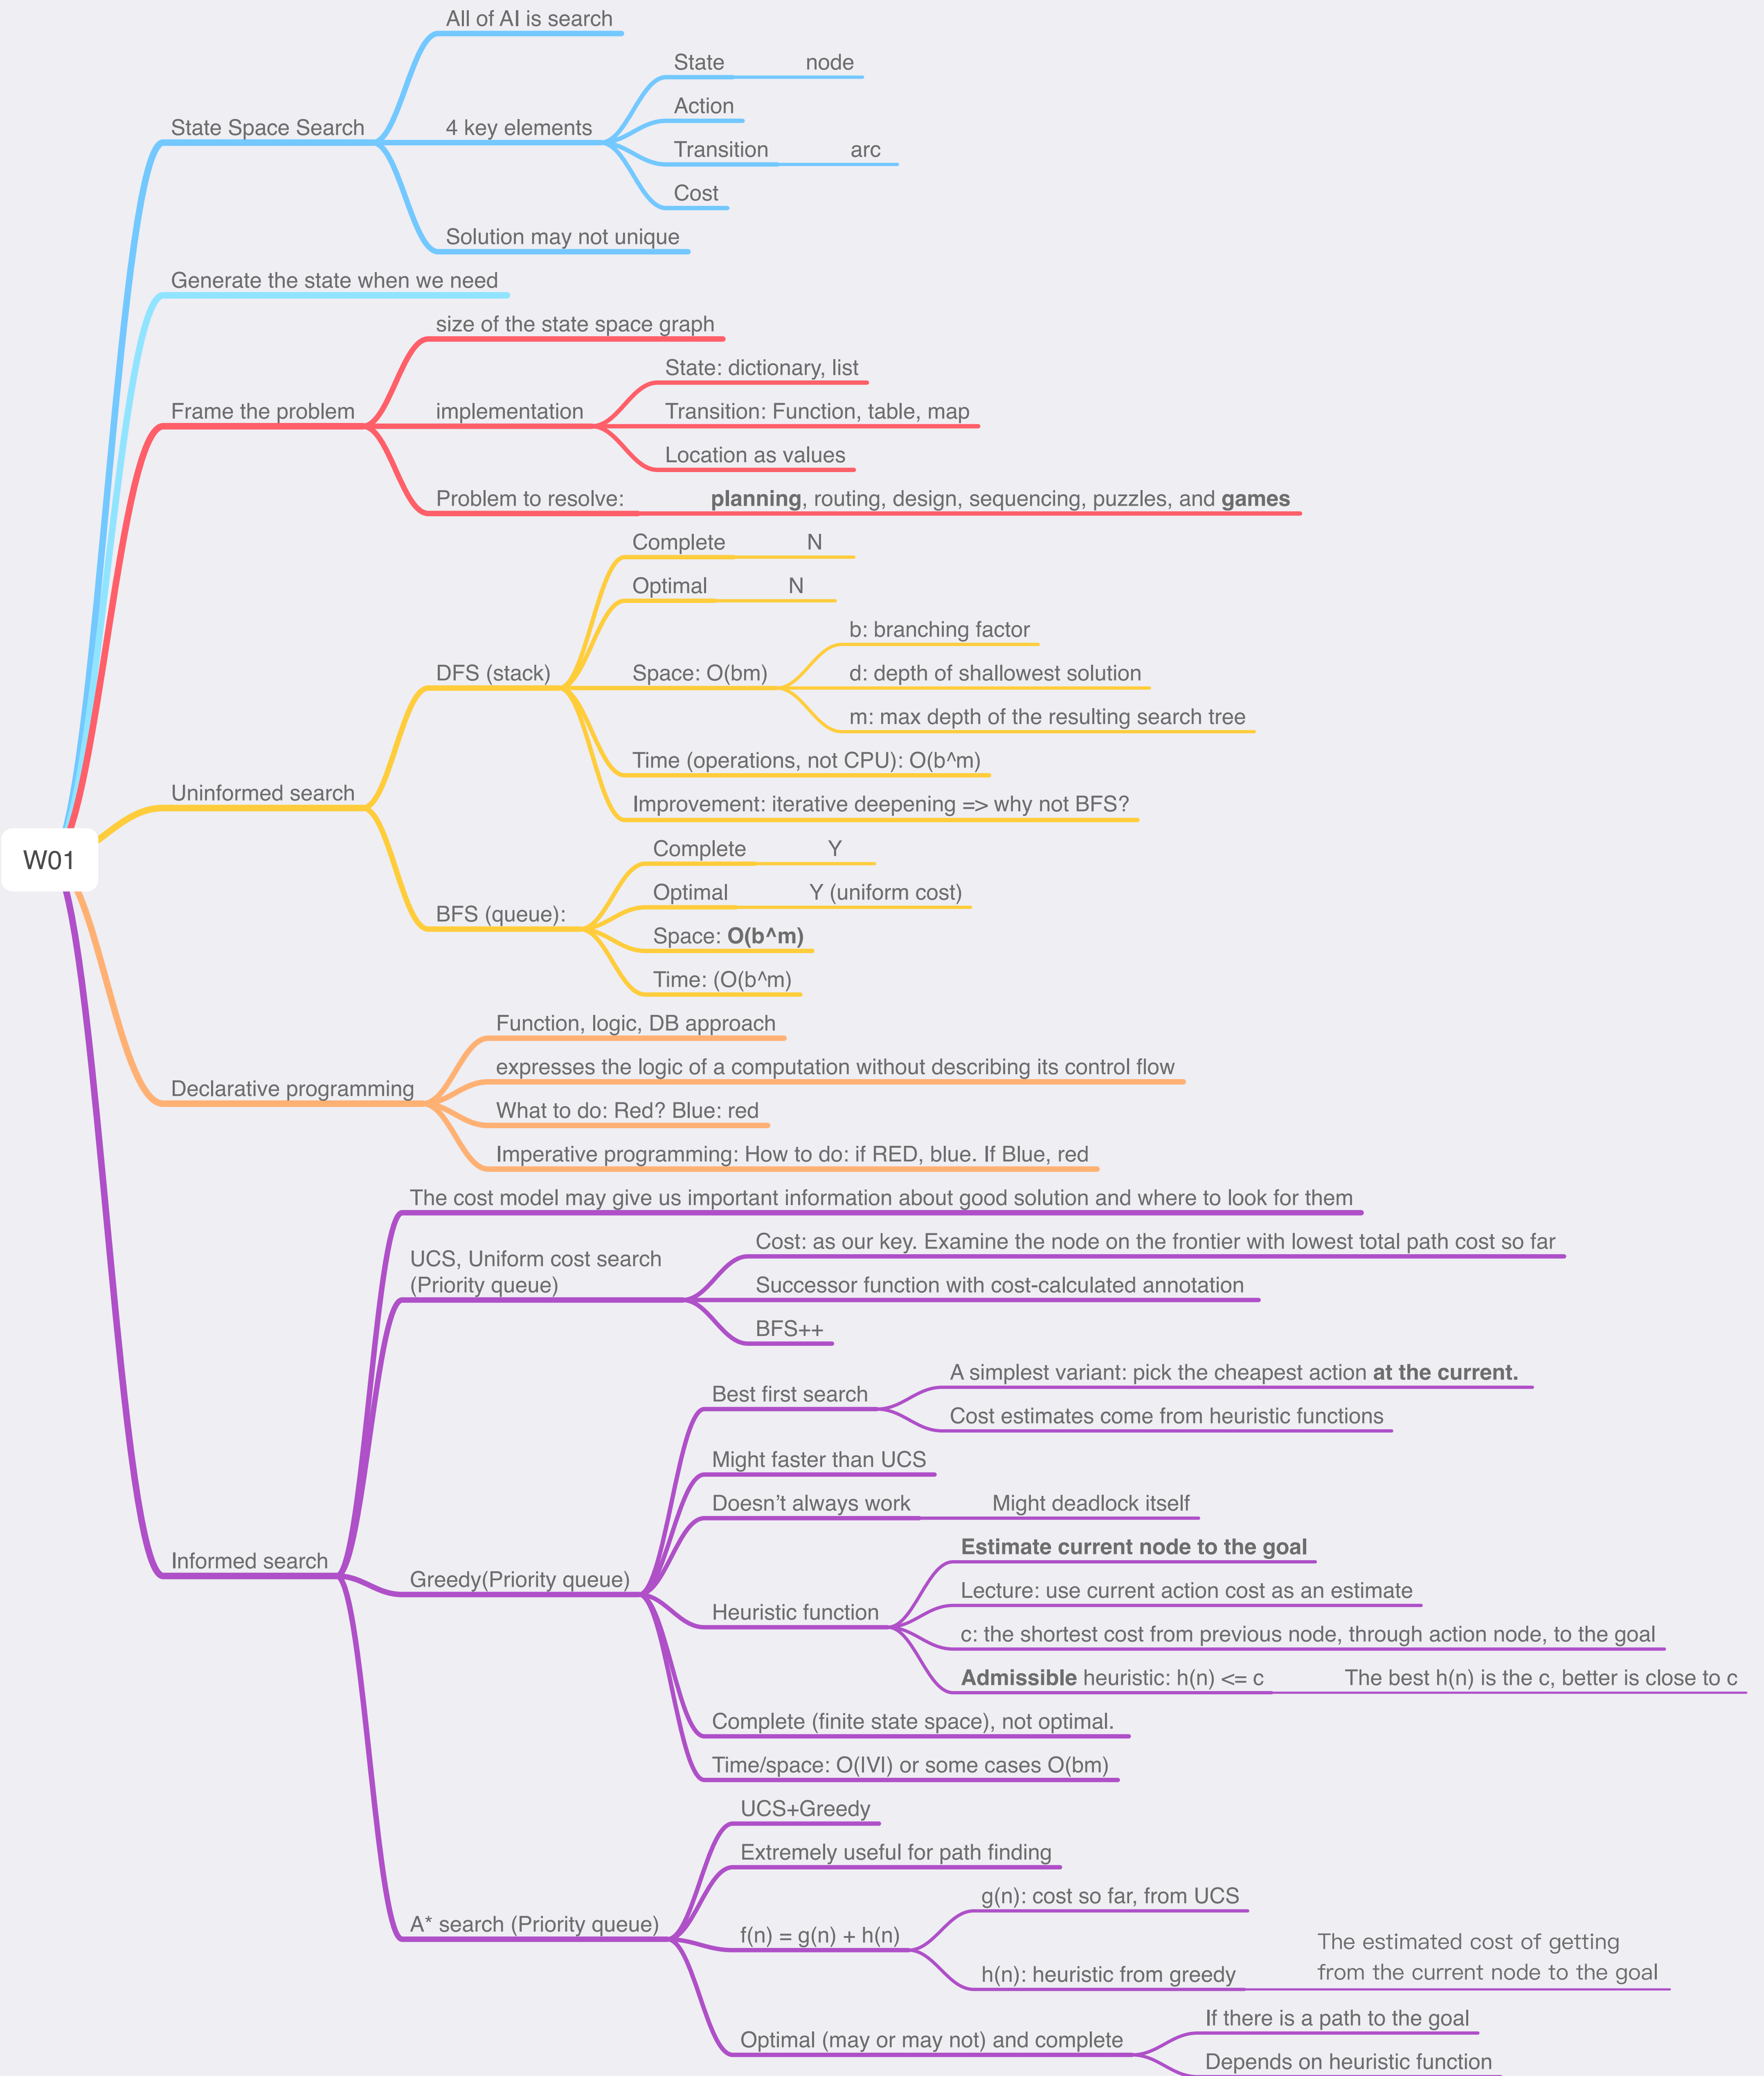 W01
State Space Search
All of AI is search
4 key elements
State
node
Action
Transition
arc
Cost
Solution may not unique
Generate the state when we need
Frame the problem
size of the state space graph
implementation
State: dictionary, list
Transition: Function, table, map
Location as values
Problem to resolve:
planning, routing, design, sequencing, puzzles, and games
Uninformed search
DFS (stack)
Complete
N
Optimal
N
Space: O(bm)
b: branching factor
d: depth of shallowest solution
m: max depth of the resulting search tree
Time (operations, not CPU): O(b^m)
Improvement: iterative deepening => why not BFS?
BFS (queue):
Complete
Y
Optimal
Y (uniform cost)
Space: O(b^m)
Time: (O(b^m)
Declarative programming
Function, logic, DB approach
expresses the logic of a computation without describing its control flow
What to do: Red? Blue: red
Imperative programming: How to do: if RED, blue. If Blue, red
Informed search
The cost model may give us important information about good solution and where to look for them
UCS, Uniform cost search
(Priority queue)
Cost: as our key. Examine the node on the frontier with lowest total path cost so far
Successor function with cost-calculated annotation
BFS++
Greedy(Priority queue)
Best first search
A simplest variant: pick the cheapest action at the current.
Cost estimates come from heuristic functions
Might faster than UCS
Doesn’t always work
Might deadlock itself
Heuristic function
Estimate current node to the goal
Lecture: use current action cost as an estimate
c: the shortest cost from previous node, through action node, to the goal
Admissible heuristic: h(n) <= c
The best h(n) is the c, better is close to c
Complete (finite state space), not optimal.
Time/space: O(|V|) or some cases O(bm)
A* search (Priority queue)
UCS+Greedy
Extremely useful for path finding
f(n) = g(n) + h(n)
g(n): cost so far, from UCS
h(n): heuristic from greedy
The estimated cost of getting
from the current node to the goal
Optimal (may or may not) and complete
If there is a path to the goal
Depends on heuristic function